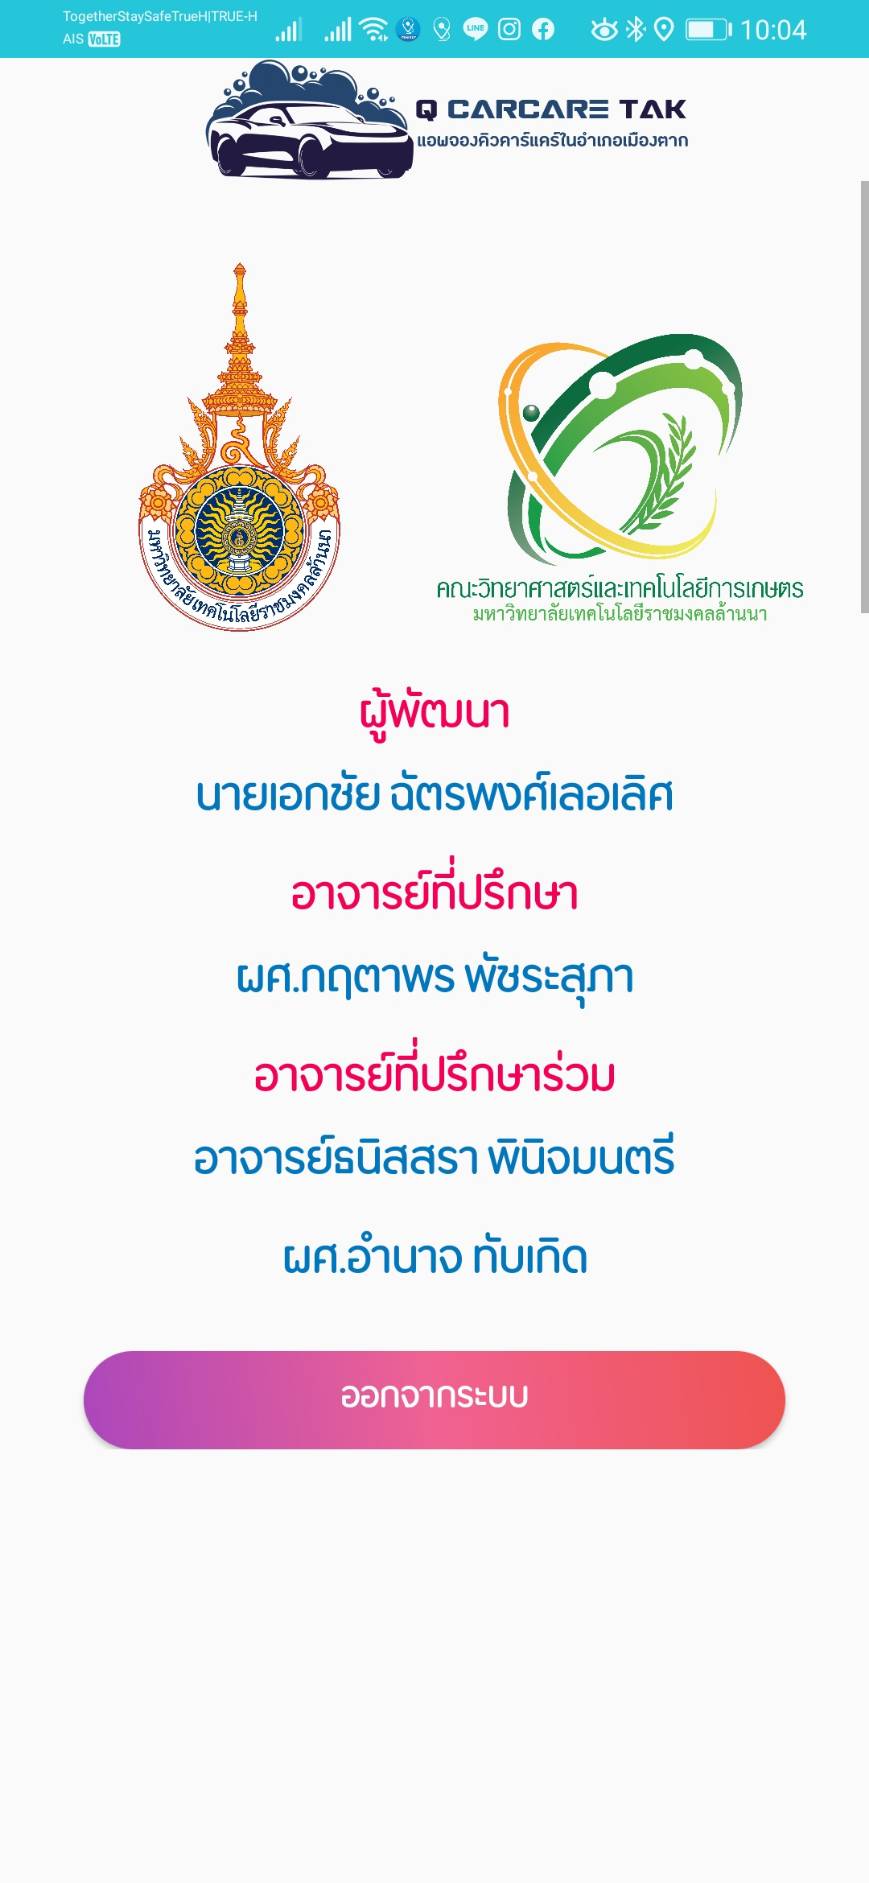 TogetherStaySafeTrueH|TRUE-H
AIS VoLTE
LINE
10:04
Q CARCARE TAK
แอพจองคิวคาร์แคร์ในอำเภอเมืองตาก
มหาวิทยาลัยเทคโนโลยีราชมงคลล้านนา
คณะวิทยาศาสตร์และเทคโนโลยีการเกษตร
มหาวิทยาลัยเทคโนโลยีราชมงคลล้านนา
ผู้พัฒนา
นายเอกชัย ฉัตรพงศ์เลอเลิศ
อาจารย์ที่ปรึกษา
ผศ.กฤตาพร พัชระสุภา
อาจารย์ที่ปรึกษาร่วม
อาจารย์ธนิสสรา พินิจมนตรี
ผศ.อำนาจ ทับเกิด
ออกจากระบบ